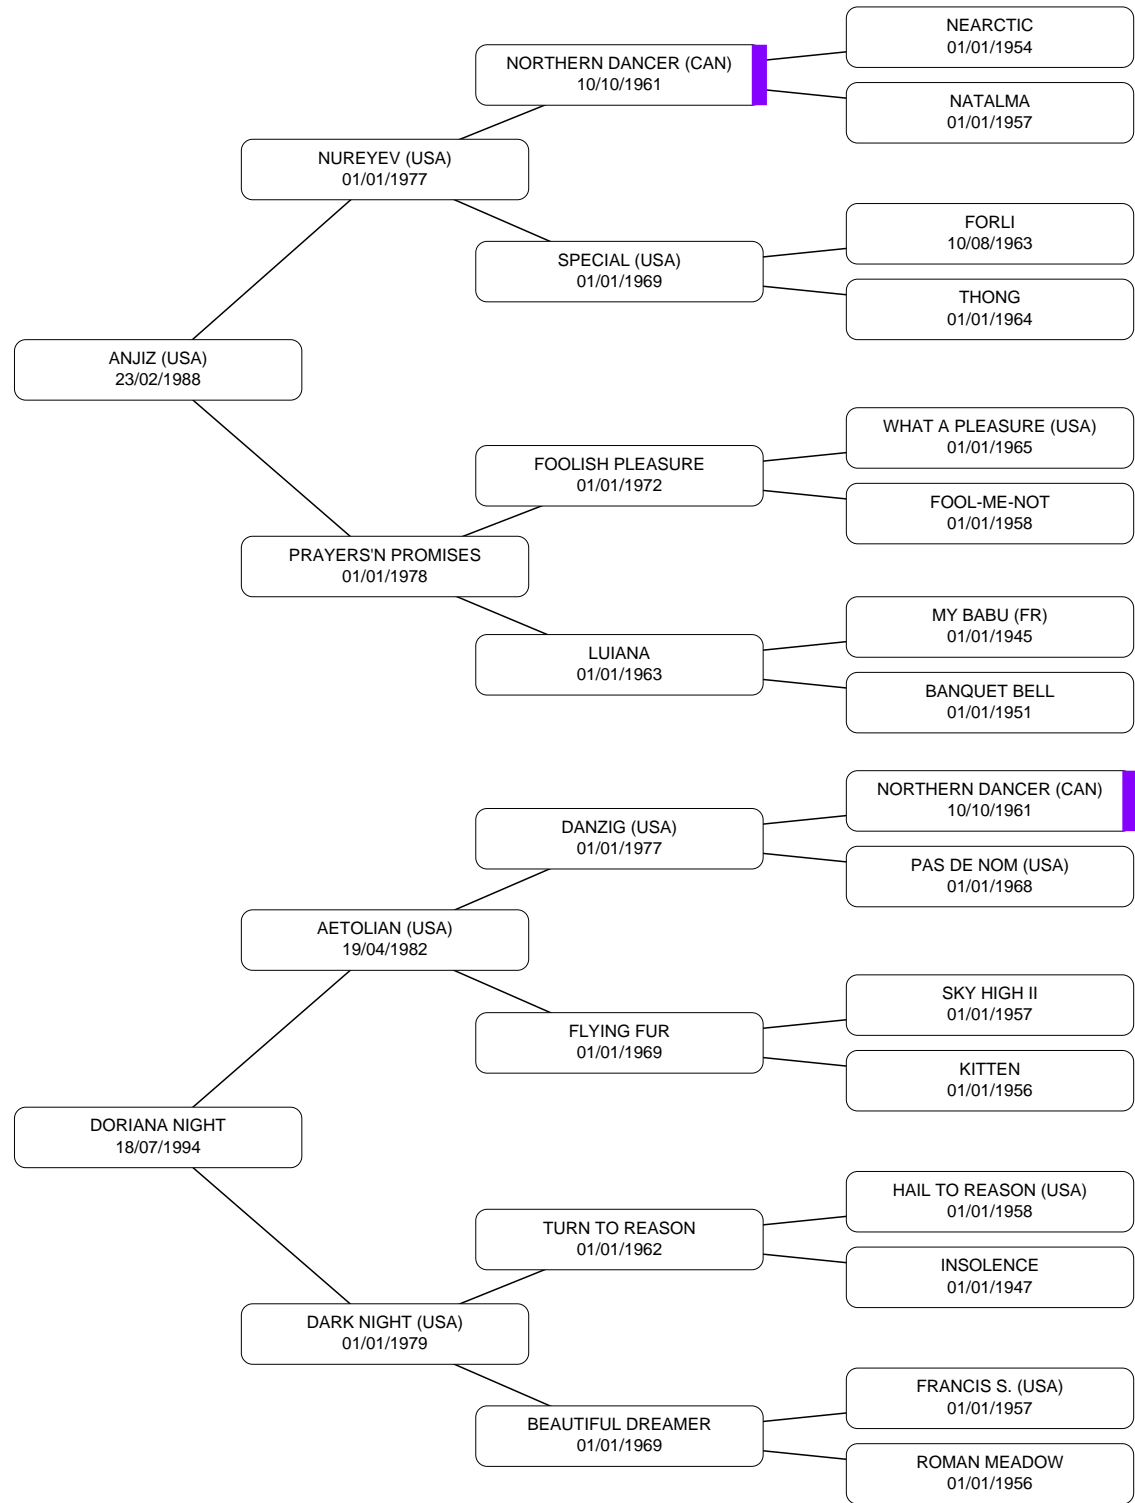 NEARCTIC
01/01/1954
NORTHERN DANCER (CAN)
10/10/1961
NATALMA
01/01/1957
NUREYEV (USA)
01/01/1977
FORLI
10/08/1963
SPECIAL (USA)
01/01/1969
THONG
01/01/1964
ANJIZ (USA)
23/02/1988
WHAT A PLEASURE (USA)
01/01/1965
FOOLISH PLEASURE
01/01/1972
FOOL-ME-NOT
01/01/1958
PRAYERS'N PROMISES
01/01/1978
MY BABU (FR)
01/01/1945
LUIANA
01/01/1963
BANQUET BELL
01/01/1951
NORTHERN DANCER (CAN)
10/10/1961
DANZIG (USA)
01/01/1977
PAS DE NOM (USA)
01/01/1968
AETOLIAN (USA)
19/04/1982
SKY HIGH II
01/01/1957
FLYING FUR
01/01/1969
KITTEN
01/01/1956
DORIANA NIGHT
18/07/1994
HAIL TO REASON (USA)
01/01/1958
TURN TO REASON
01/01/1962
INSOLENCE
01/01/1947
DARK NIGHT (USA)
01/01/1979
FRANCIS S. (USA)
01/01/1957
BEAUTIFUL DREAMER
01/01/1969
ROMAN MEADOW
01/01/1956